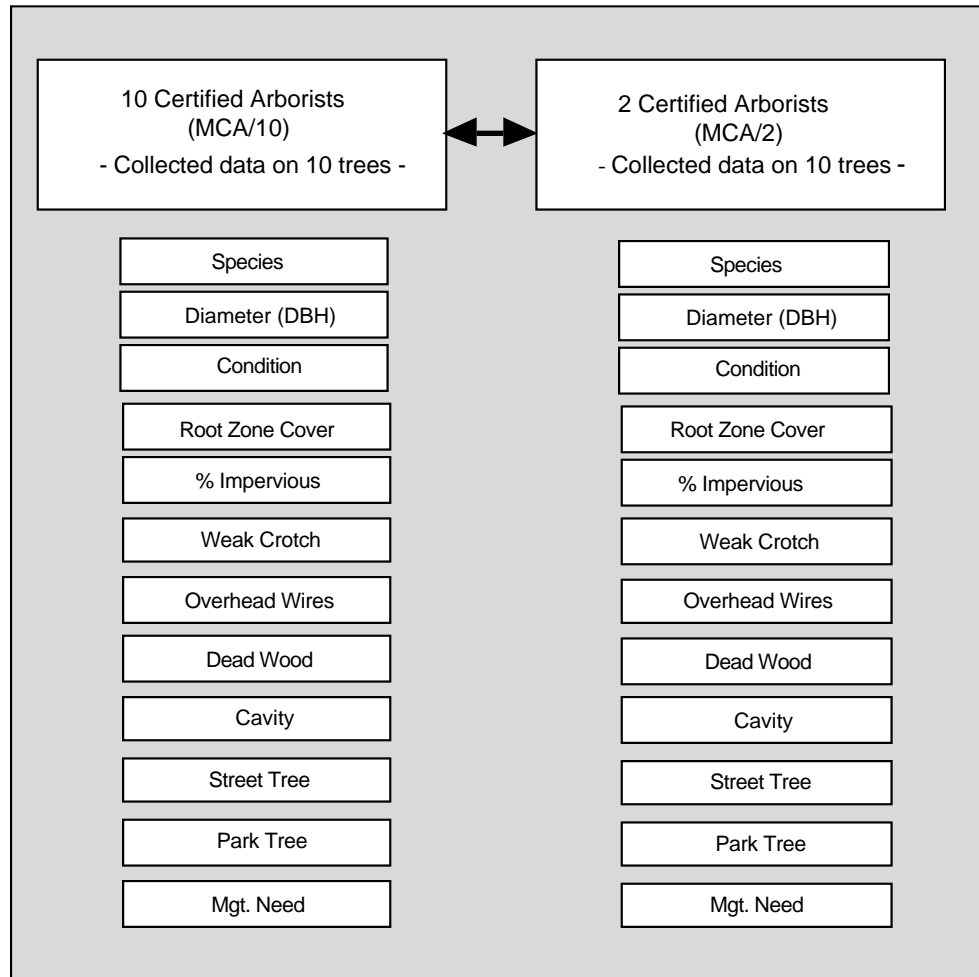 10 Certified Arborists
(MCA/10)
- Collected data on 10 trees -
2 Certified Arborists
(MCA/2)
- Collected data on 10 trees -
Species
Diameter (DBH)
Condition
Root Zone Cover
% Impervious
Weak Crotch
Overhead Wires
Dead Wood
Cavity
Street Tree
Park Tree
Mgt. Need
Species
Diameter (DBH)
Condition
Root Zone Cover
% Impervious
Weak Crotch
Overhead Wires
Dead Wood
Cavity
Street Tree
Park Tree
Mgt. Need